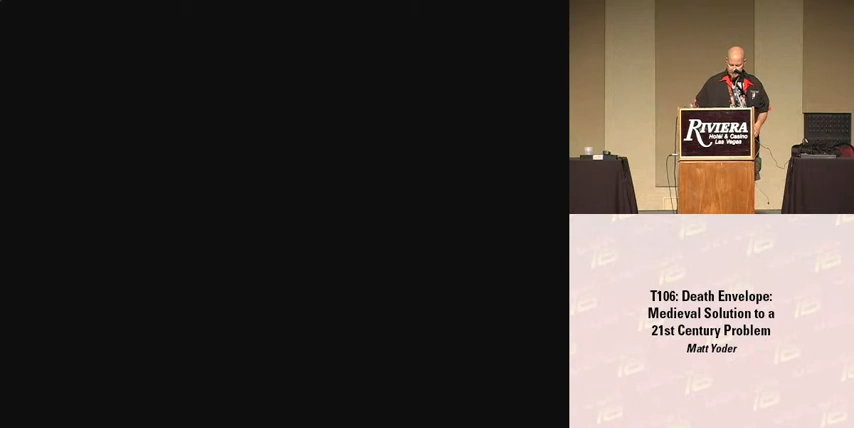 RIVIERA
Hotel & Casino
Las Vegas
T106: Death Envelope:
Medieval Solution to a
21st Century Problem
Matt Yoder